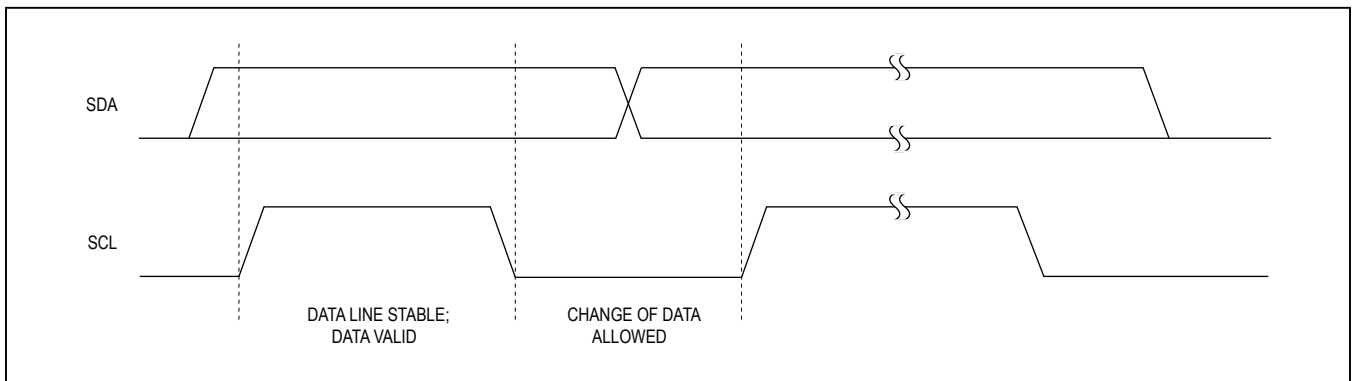 SDA
SCL
DATA LINE STABLE;
DATA VALID
CHANGE OF DATA
ALLOWED